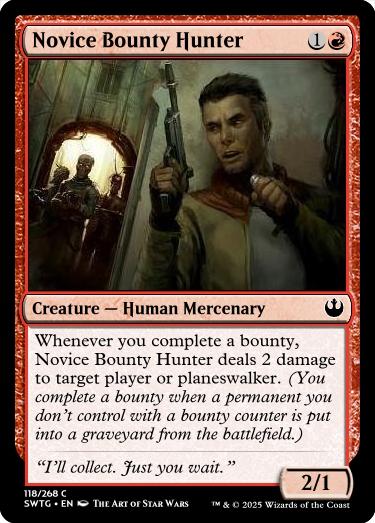 Novice Bounty Hunter 1
Creature — Human Mercenary
Whenever you complete a bounty,
Novice Bounty Hunter deals 2 damage
to target player or planeswalker. (You
complete a bounty when a permanent you
don't control with a bounty counter is put
into a graveyard from the battlefield.)
"I'll collect. Just you wait."
2/1
118/268 C
SWTG • EN The Art of Star Wars
™ & © 2025 Wizards of the Coast